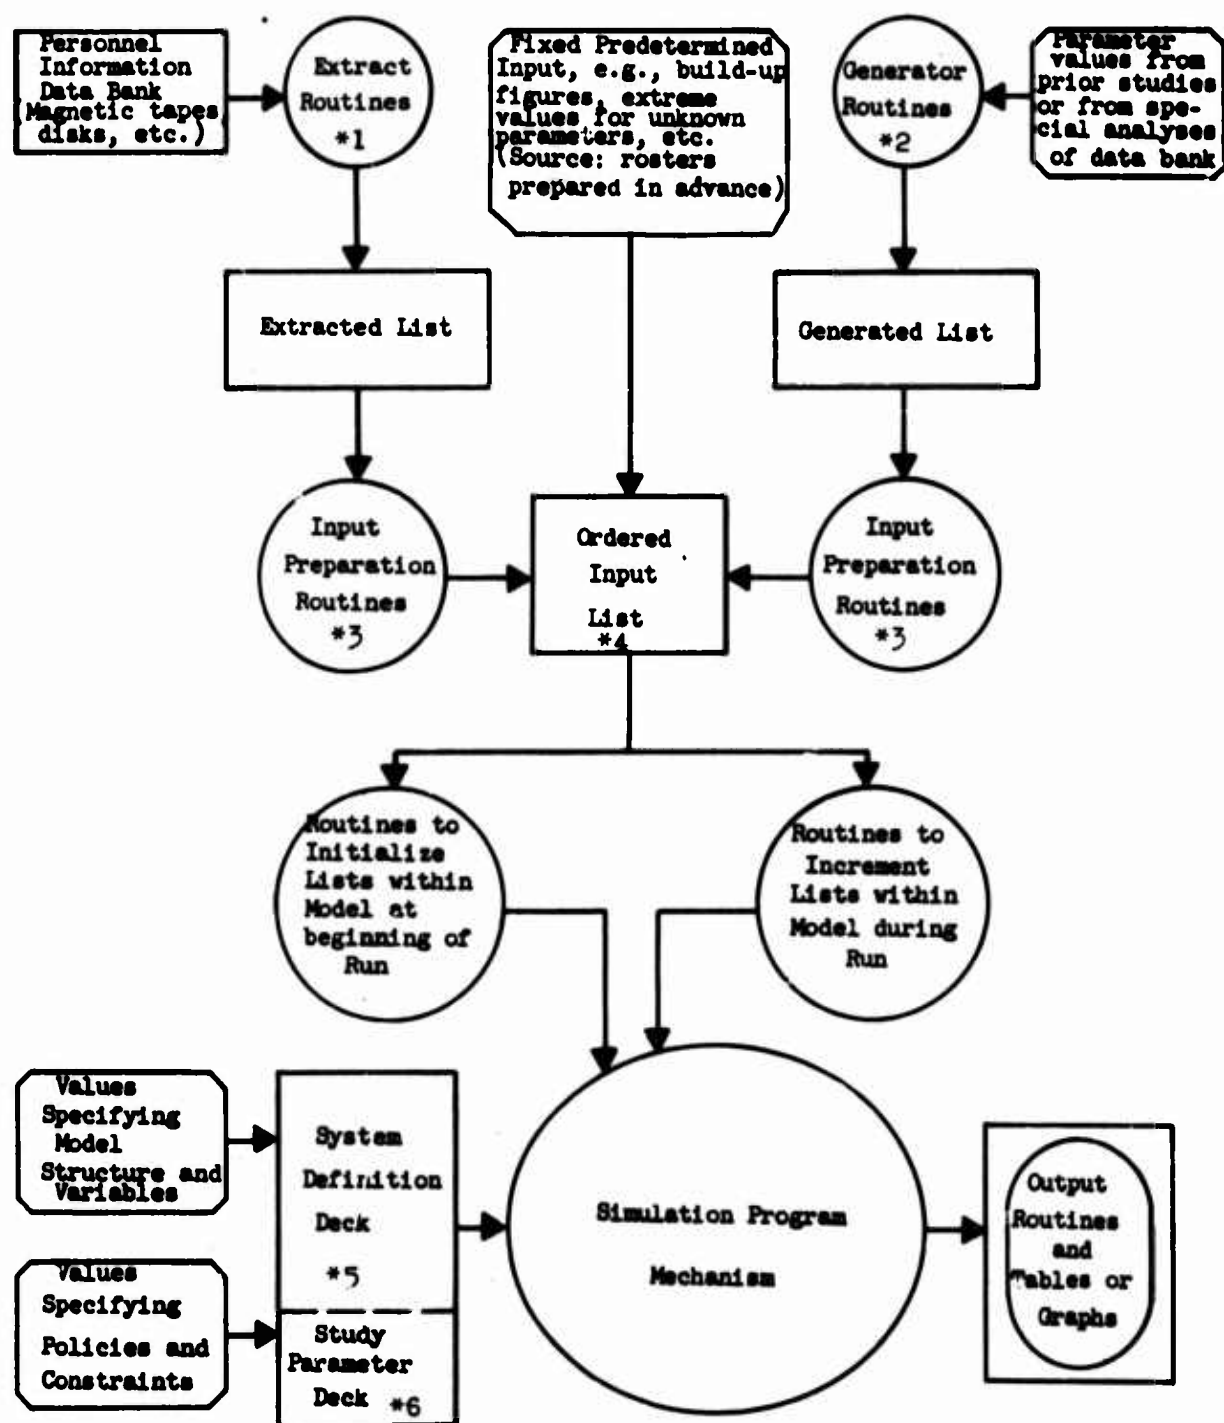 Personnel
Information
Data Bank
(Magnetic tapes
disks, etc.)
Extract
Routines
*1
Fixed Predetermined
Input, e.g., build-up
figures, extreme
values for unknown
parameters, etc.
(Source: rosters
prepared in advance)
Generator
Routines
*2
Parameter
values from
prior studies
or from spe-
cial analyses
of data bank
Extracted List
Generated List
Input
Preparation
Routines
*3
Ordered
Input
List
*4
Input
Preparation
Routines
*3
Routines to
Initialize
Lists within
Model at
beginning of
Run
Routines to
Increment
Lists within
Model during
Run
Values
Specifying
Model
Structure and
Variables
System
Definition
Deck
*5
Simulation Program
Mechanism
Output
Routines
and
Tables or
Graphs
Values
Specifying
Policies and
Constraints
Study
Parameter
Deck *6